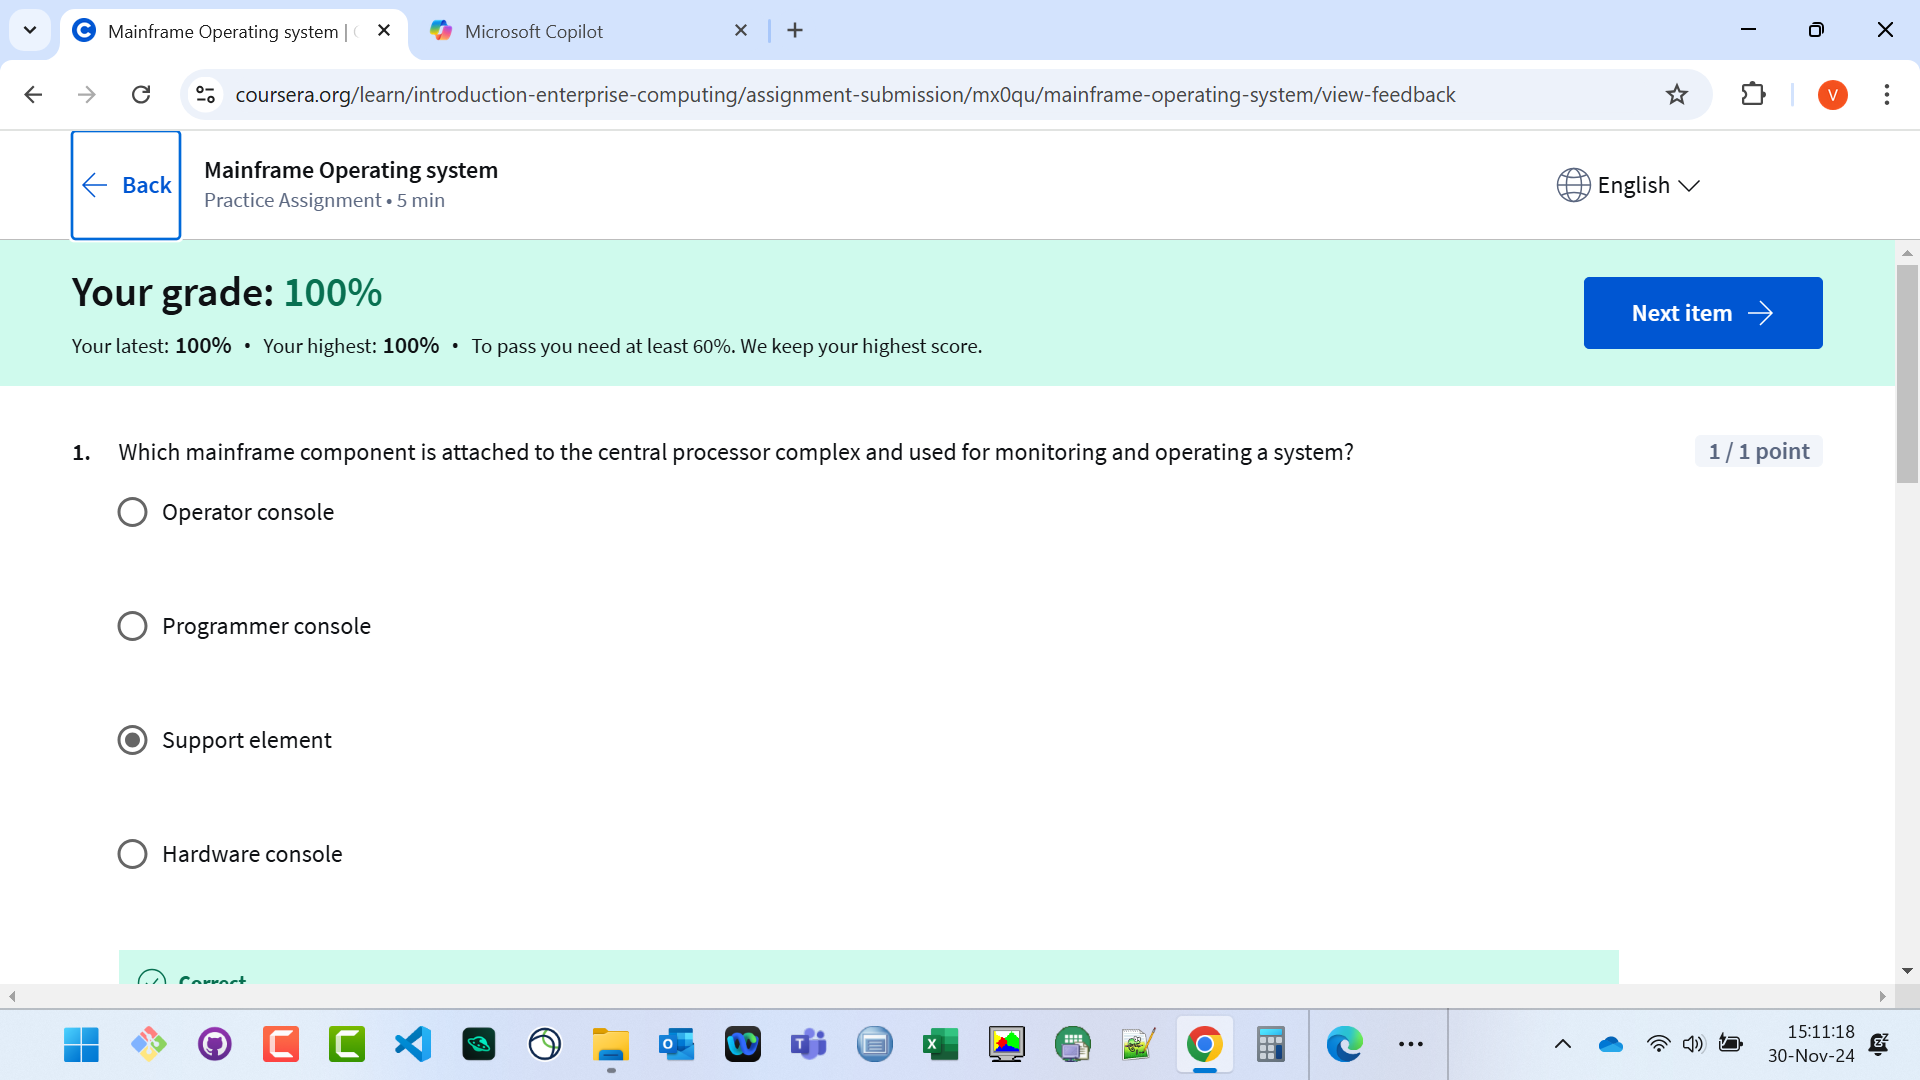 Mainframe Operating system |
Microsoft Copilot
coursera.org/learn/introduction-enterprise-computing/assignment-submission/mx0qu/mainframe-operating-system/view-feedback
V
Back
Mainframe Operating system
Practice Assignment • 5 min
English
Your grade: 100%
Your latest: 100% • Your highest: 100% • To pass you need at least 60%. We keep your highest score.
Next item
1. Which mainframe component is attached to the central processor complex and used for monitoring and operating a system?
1 / 1 point
Operator console
Programmer console
Support element
Hardware console
Correct
15:11:18
30-Nov-24